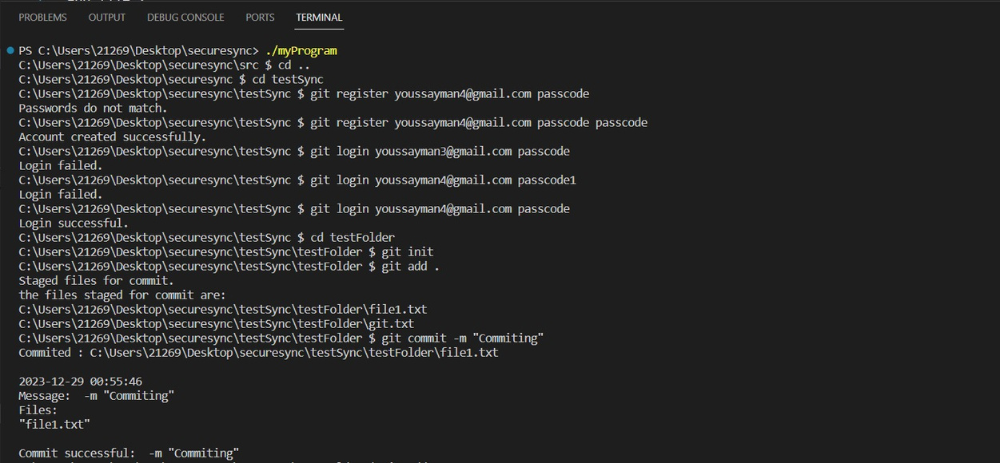 PROBLEMS OUTPUT DEBUG CONSOLE PORTS TERMINAL
PS C:\Users\21269\Desktop\securesync> ./myProgram
C:\Users\21269\Desktop\securesync\src $ cd ..
C:\Users\21269\Desktop\securesync $ cd testSync
C:\Users\21269\Desktop\securesync\testSync $ git register youssayman4@gmail.com passcode
Passwords do not match.
C:\Users\21269\Desktop\securesync\testSync $ git register youssayman4@gmail.com passcode passcode
Account created successfully.
C:\Users\21269\Desktop\securesync\testSync $ git login youssayman3@gmail.com passcode
Login failed.
C:\Users\21269\Desktop\securesync\testSync $ git login youssayman4@gmail.com passcode1
Login failed.
C:\Users\21269\Desktop\securesync\testSync $ git login youssayman4@gmail.com passcode
Login successful.
C:\Users\21269\Desktop\securesync\testSync $ cd testFolder
C:\Users\21269\Desktop\securesync\testSync\testFolder $ git init
C:\Users\21269\Desktop\securesync\testSync\testFolder $ git add .
Staged files for commit.
the files staged for commit are:
C:\Users\21269\Desktop\securesync\testSync\testFolder\file1.txt
C:\Users\21269\Desktop\securesync\testSync\testFolder\git.txt
C:\Users\21269\Desktop\securesync\testSync\testFolder $ git commit -m "Commiting"
Commited : C:\Users\21269\Desktop\securesync\testSync\testFolder\file1.txt
2023-12-29 00:55:46
Message:  -m "Commiting"
Files:
"file1.txt"
Commit successful:  -m "Commiting"